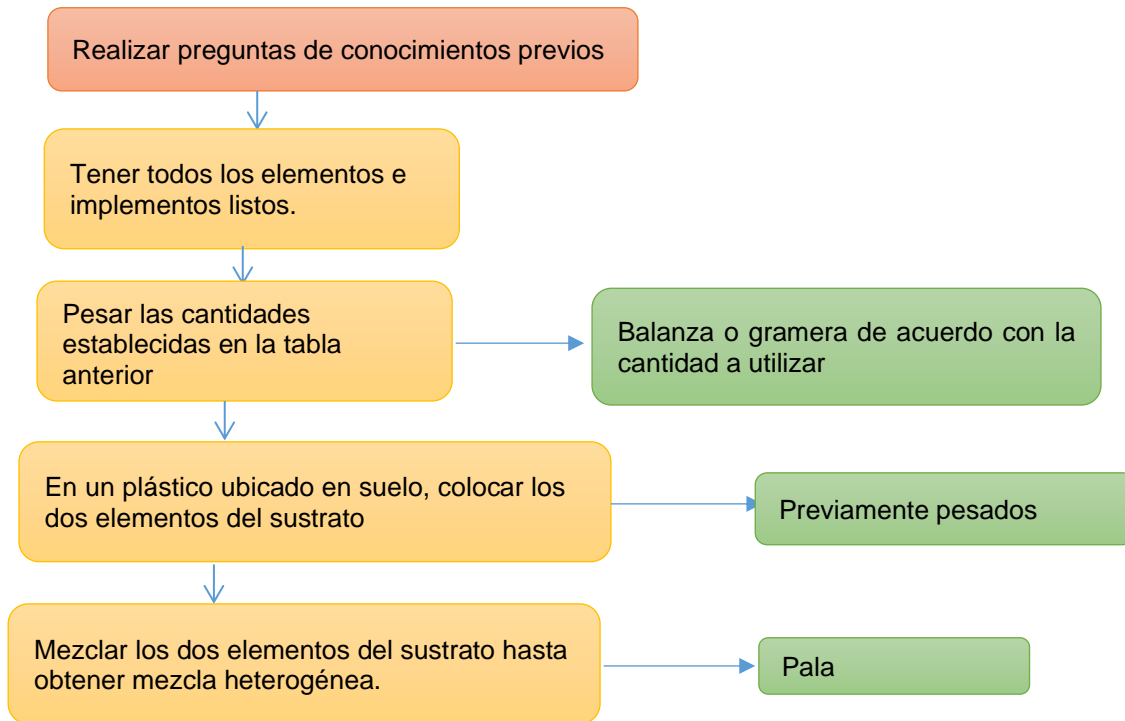 Realizar preguntas de conocimientos previos
Tener todos los elementos e
implementos listos.
Pesar las cantidades
establecidas en la tabla
anterior
Balanza o gramera de acuerdo con la
cantidad a utilizar
En un plástico ubicado en suelo, colocar los
dos elementos del sustrato
Previamente pesados
Mezclar los dos elementos del sustrato hasta
obtener mezcla heterogénea.
Pala